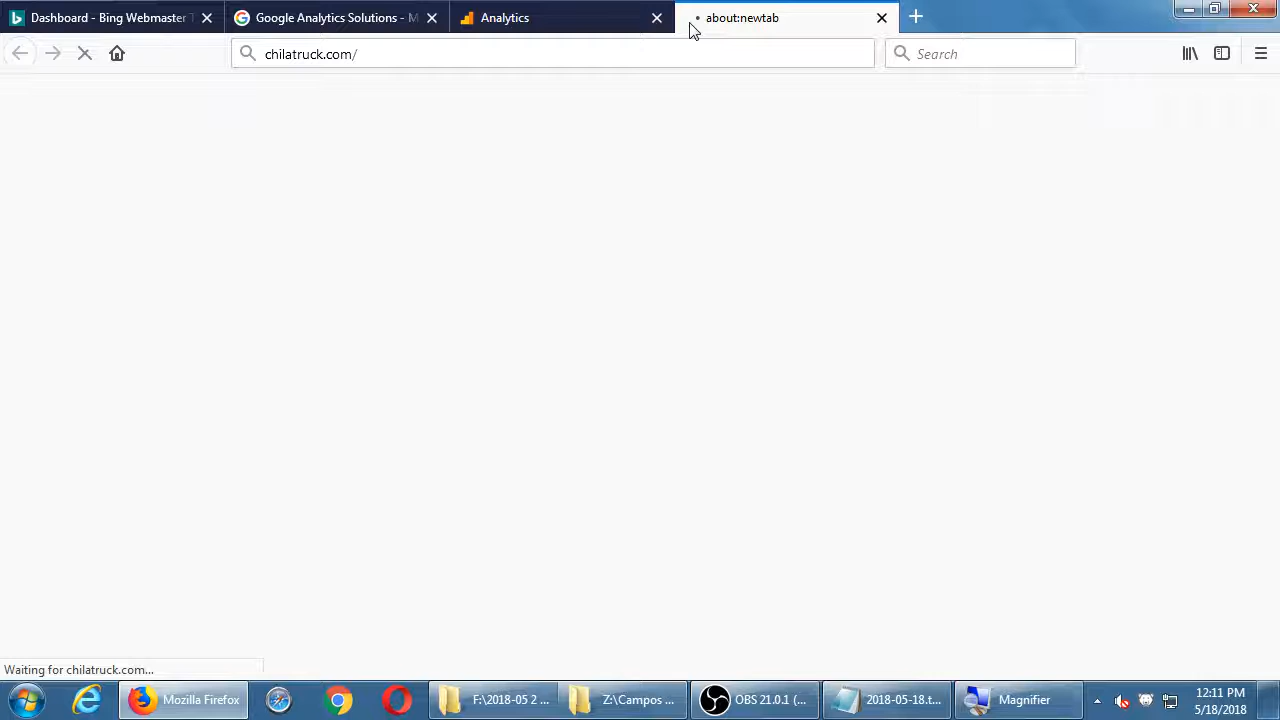 Dashboard - Bing Webmaster T
Google Analytics Solutions - M
Analytics
about:newtab
chilatruck.com/
Search
Waiting for chilatruck.com...
Mozilla Firefox
F:\2018-05 2 ...
Z:\Campos ...
OBS 21.0.1 (...
2018-05-18.t...
Magnifier
12:11 PM
5/18/2018